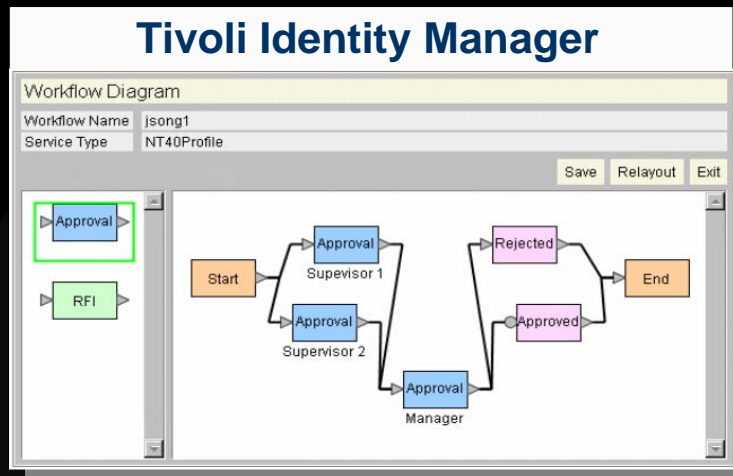 Tivoli Identity Manager
Workflow Diagram
Workflow Name jsong1
Service Type NT40Profile
Save Relayout Exit
Approval
RFI
Start
Approval
Supevisor 1
Approval
Supervisor 2
Approval
Manager
Rejected
Approved
End